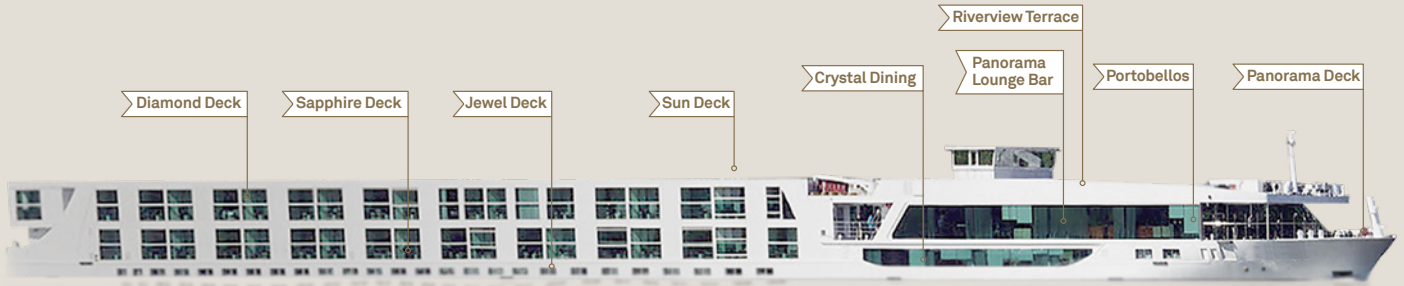 Riverview Terrace
Panorama
Lounge Bar
Crystal Dining
Portobellos
Panorama Deck
Diamond Deck
Sapphire Deck
Jewel Deck
Sun Deck